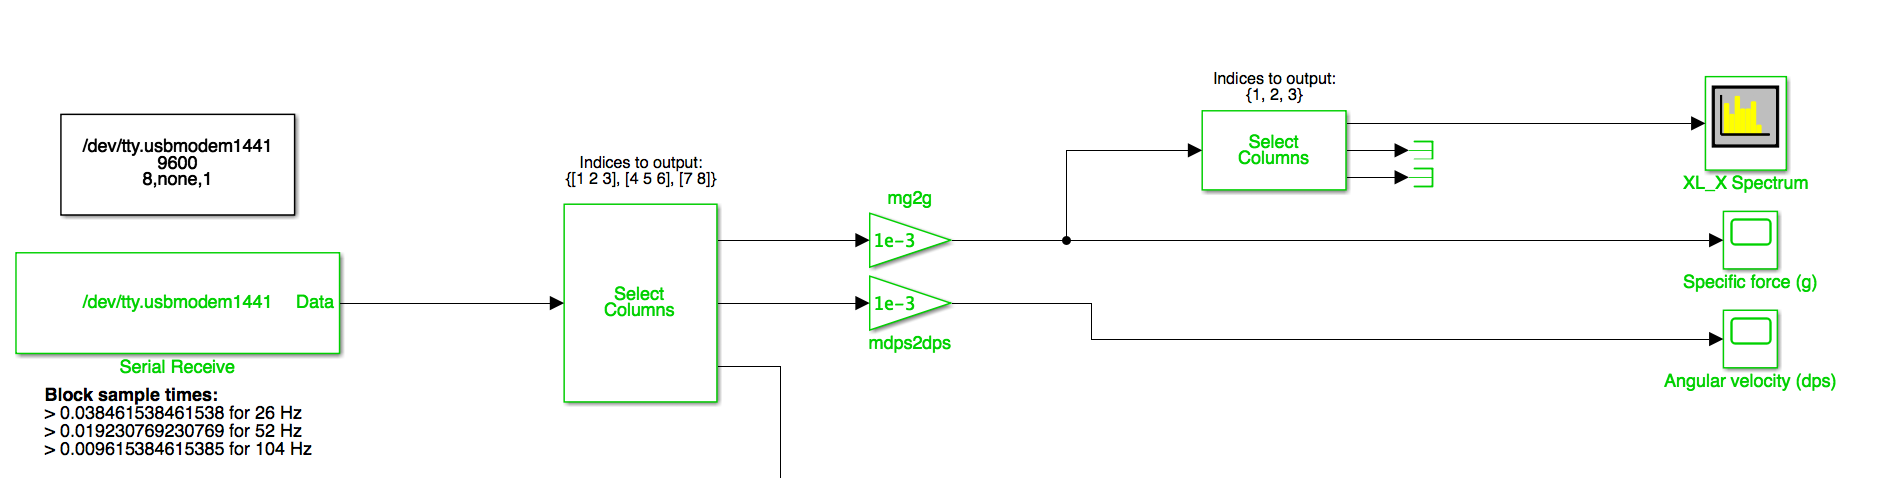 /dev/tty.usbmodem1441
9600
8,none,1
/dev/tty.usbmodem1441
Data
Serial Receive
Block sample times:
> 0.038461538461538 for 26 Hz
> 0.019230769230769 for 52 Hz
> 0.009615384615385 for 104 Hz
Indices to output:
{[1 2 3], [4 5 6], [7 8]}
Select
Columns
mg2g
1e-3
1e-3
mdps2dps
Indices to output:
{1, 2, 3}
Select
Columns
XL_X Spectrum
Specific force (g)
Angular velocity (dps)